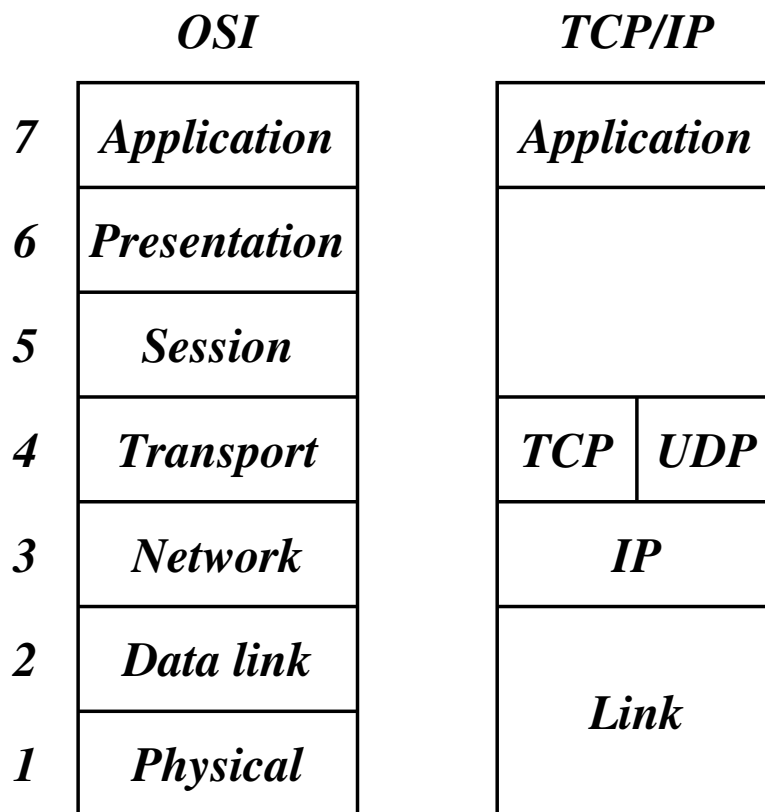 OSI TCP/IP
7 Application Application
6 Presentation
5 Session
4 Transport TCP UDP
3 Network IP
2 Data link
Link
1 Physical